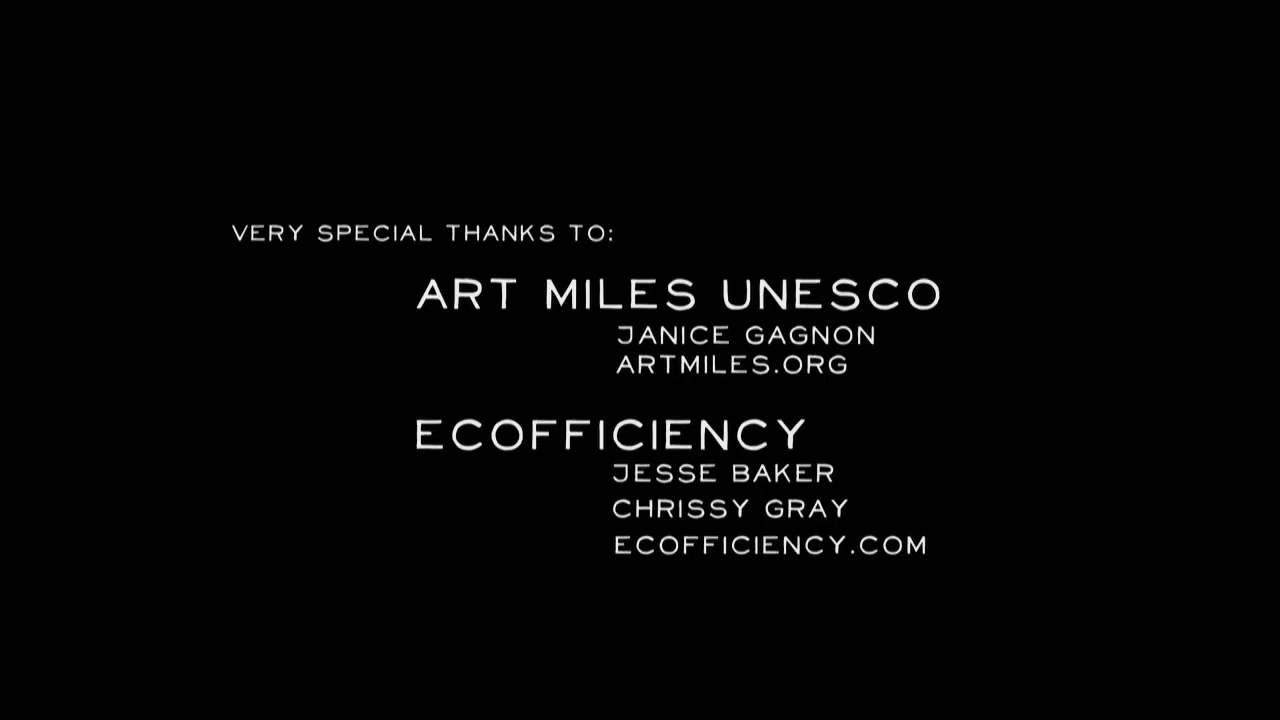 VERY SPECIAL THANKS TO:
ART MILES UNESCO
JANICE GAGNON
ARTMILES.ORG
ECOFFICIENCY
JESSE BAKER
CHRISSY GRAY
ECOFFICIENCY.COM